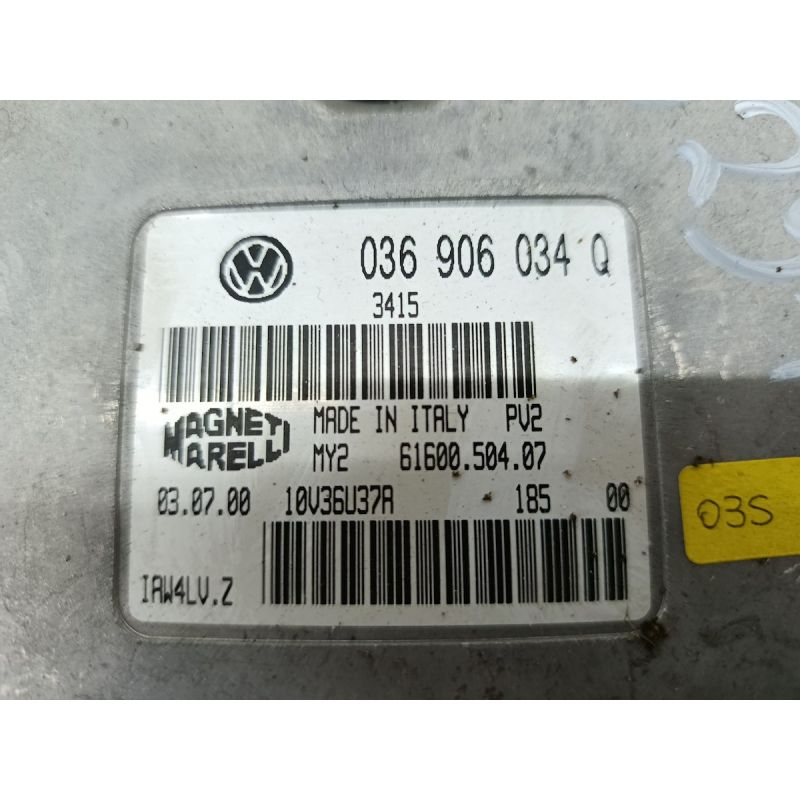 036 906 034 Q
3415
MAGNETI MARELLI
MADE IN ITALY PV2
MY2 61600.504.07
03.07.00 10V36U37A 185 00
IAW4LV.Z
03S